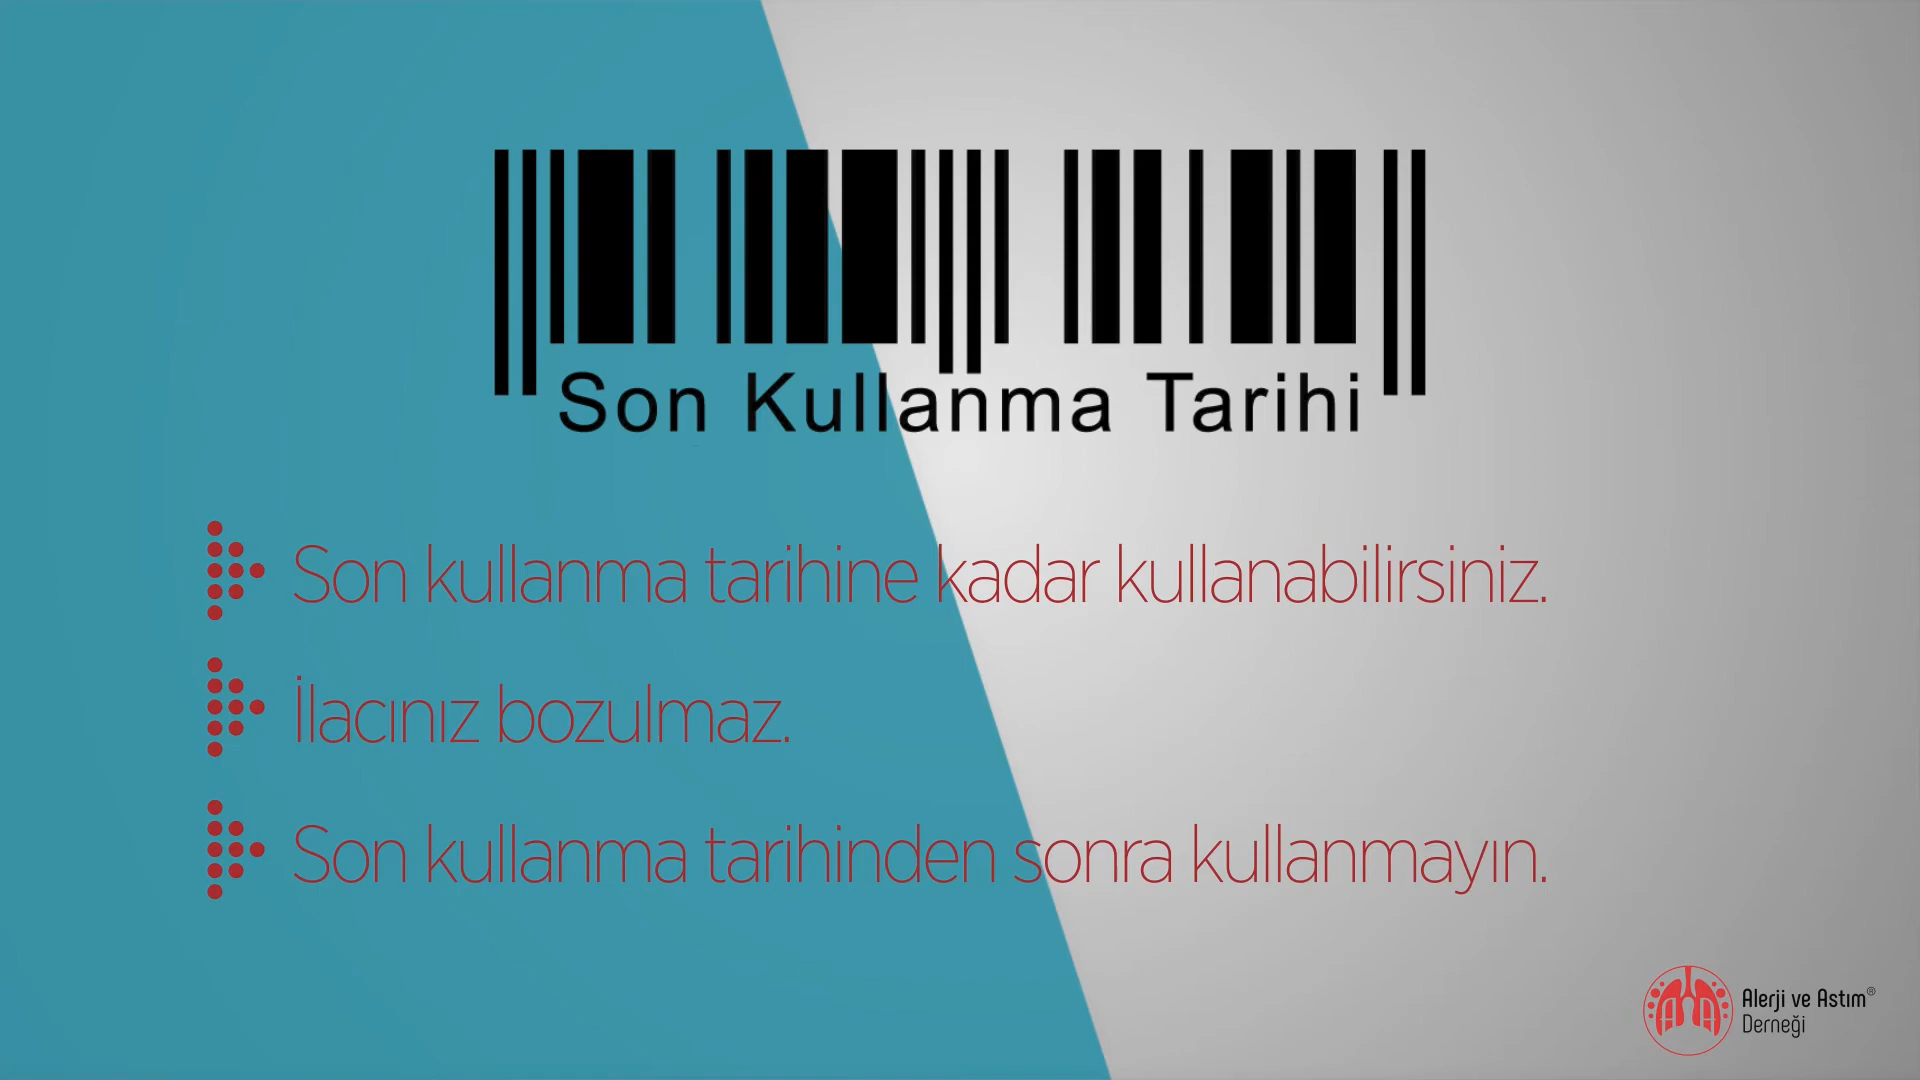 Son Kullanma Tarihi
Son kullanma tarihine kadar kullanabilirsiniz.
İlacınız bozulmaz.
Son kullanma tarihinden sonra kullanmayın.
Alerji ve Astım®
Derneği